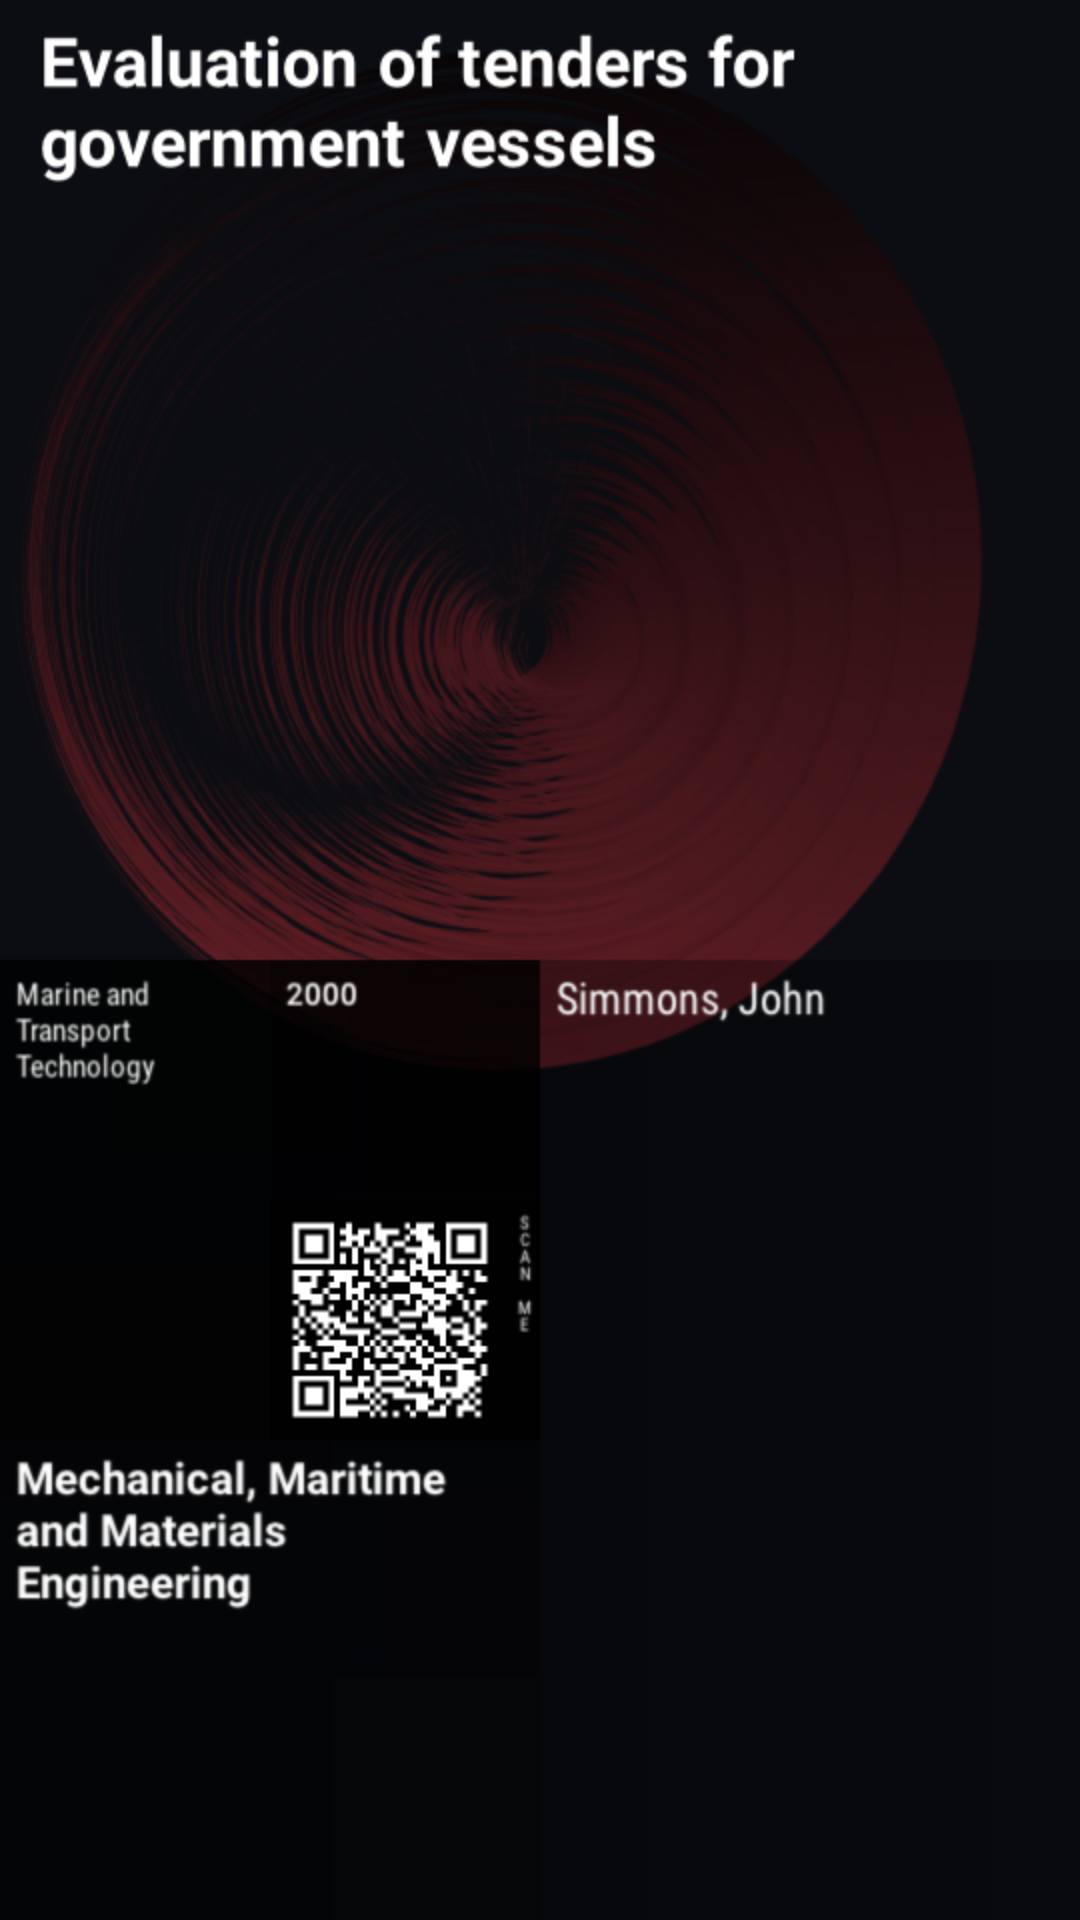 Evaluation of tenders for
government vessels
Marine and
Transport
Technology
2000
Simmons, John
SCAN ME
Mechanical, Maritime
and Materials
Engineering